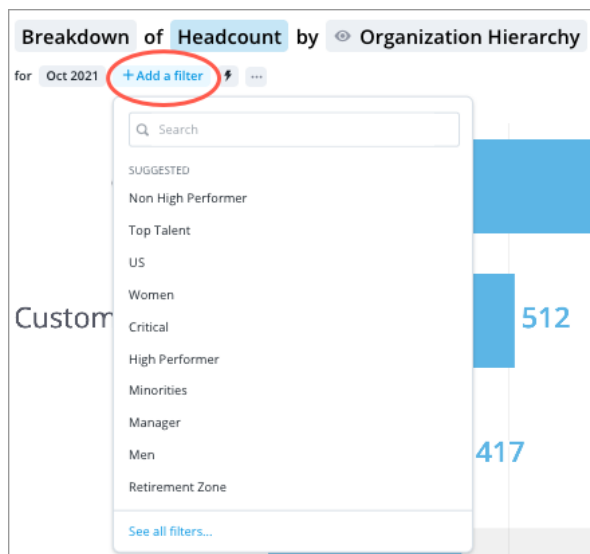 Breakdown of Headcount by Organization Hierarchy
for Oct 2021 +Add a filter ...
Search
SUGGESTED
Non High Performer
Top Talent
US
Women
Critical
High Performer
Minorities
Manager
Men
Retirement Zone
See all filters...
Custom
512
417